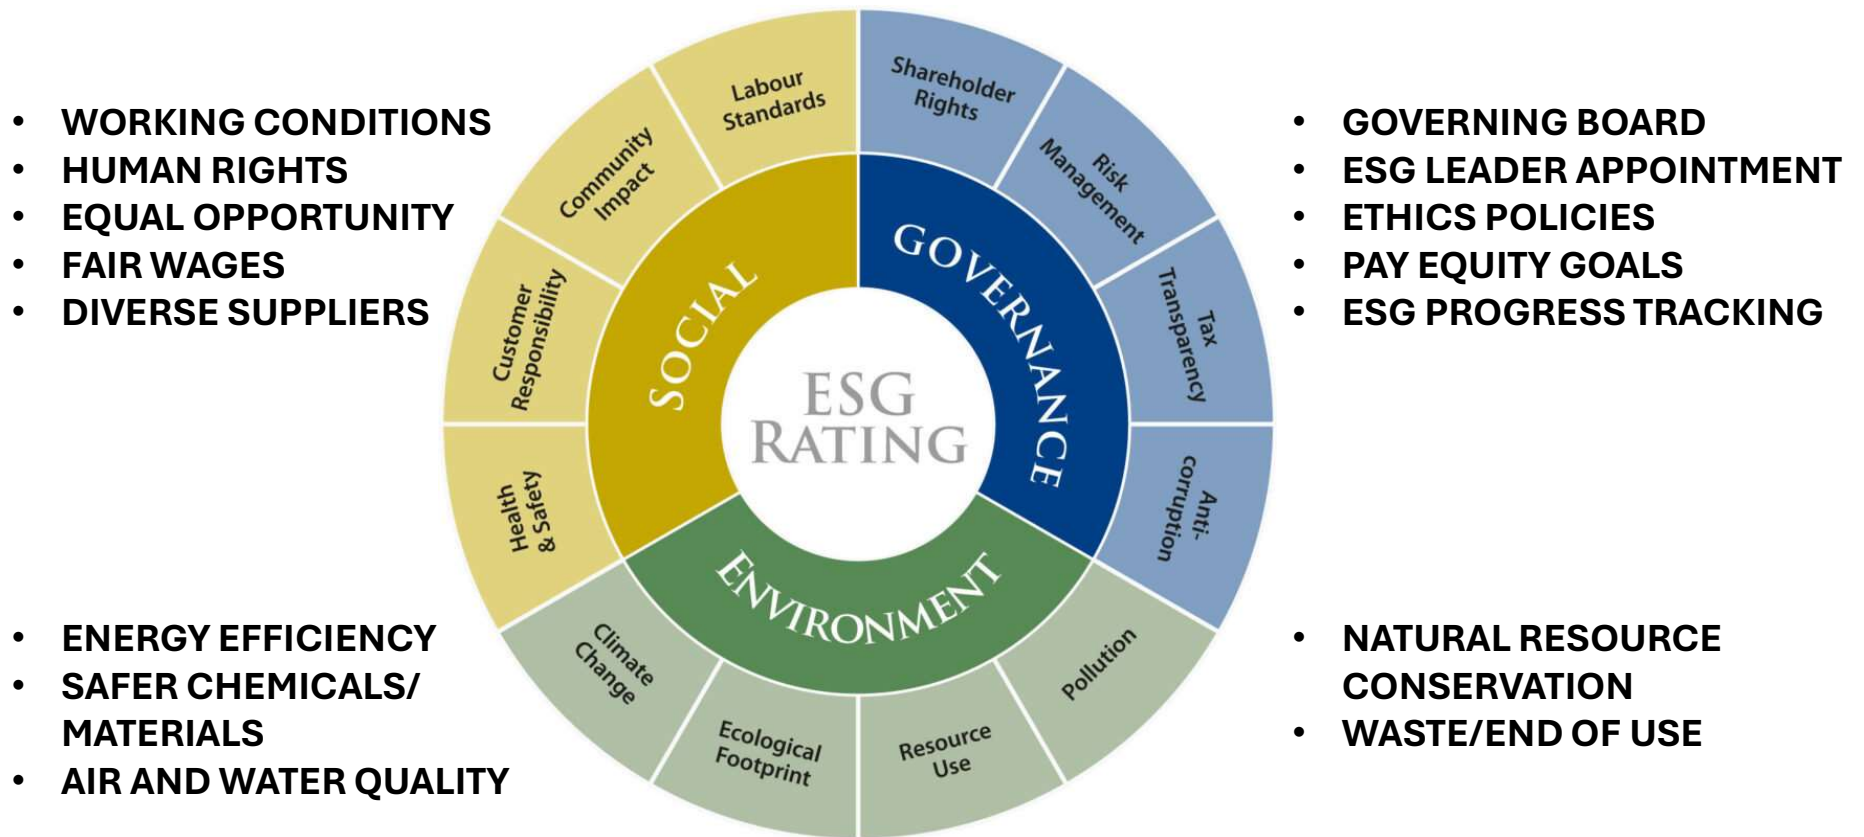 • WORKING CONDITIONS
• HUMAN RIGHTS
• EQUAL OPPORTUNITY
• FAIR WAGES
• DIVERSE SUPPLIERS
• ENERGY EFFICIENCY
• SAFER CHEMICALS/
MATERIALS
• AIR AND WATER QUALITY
Labour
Standards
Community
Impact
Customer
Responsibility
Health
& Safety
Shareholder
Rights
Risk
Management
Tax
Transparency
Anti-
corruption
Climate
Change
Ecological
Footprint
Resource
Use
Pollution
SOCIAL
GOVERNANCE
ENVIRONMENT
ESG
RATING
• GOVERNING BOARD
• ESG LEADER APPOINTMENT
• ETHICS POLICIES
• PAY EQUITY GOALS
• ESG PROGRESS TRACKING
• NATURAL RESOURCE
CONSERVATION
• WASTE/END OF USE